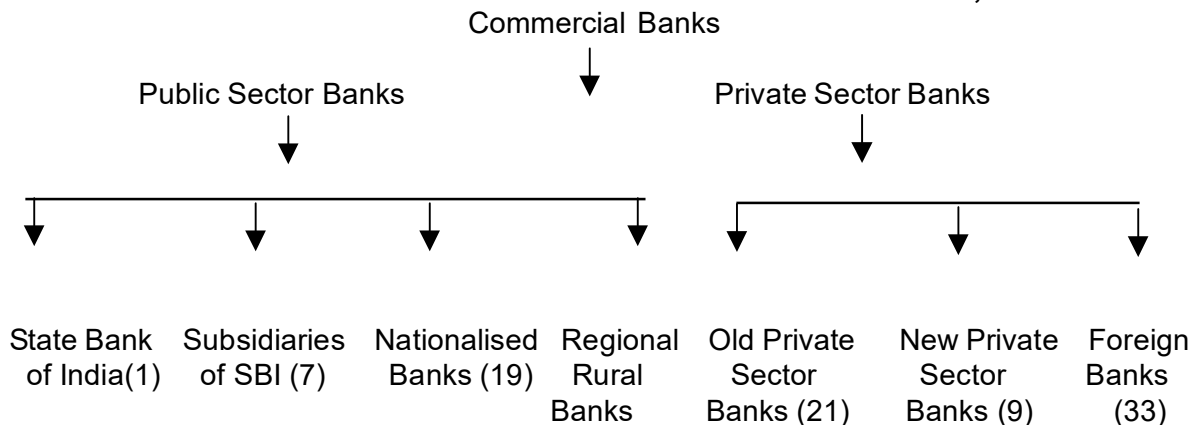 Commercial Banks
Public Sector Banks
Private Sector Banks
State Bank of India(1)
Subsidiaries of SBI (7)
Nationalised Banks (19)
Regional Rural Banks
Old Private Sector Banks (21)
New Private Sector Banks (9)
Foreign Banks (33)